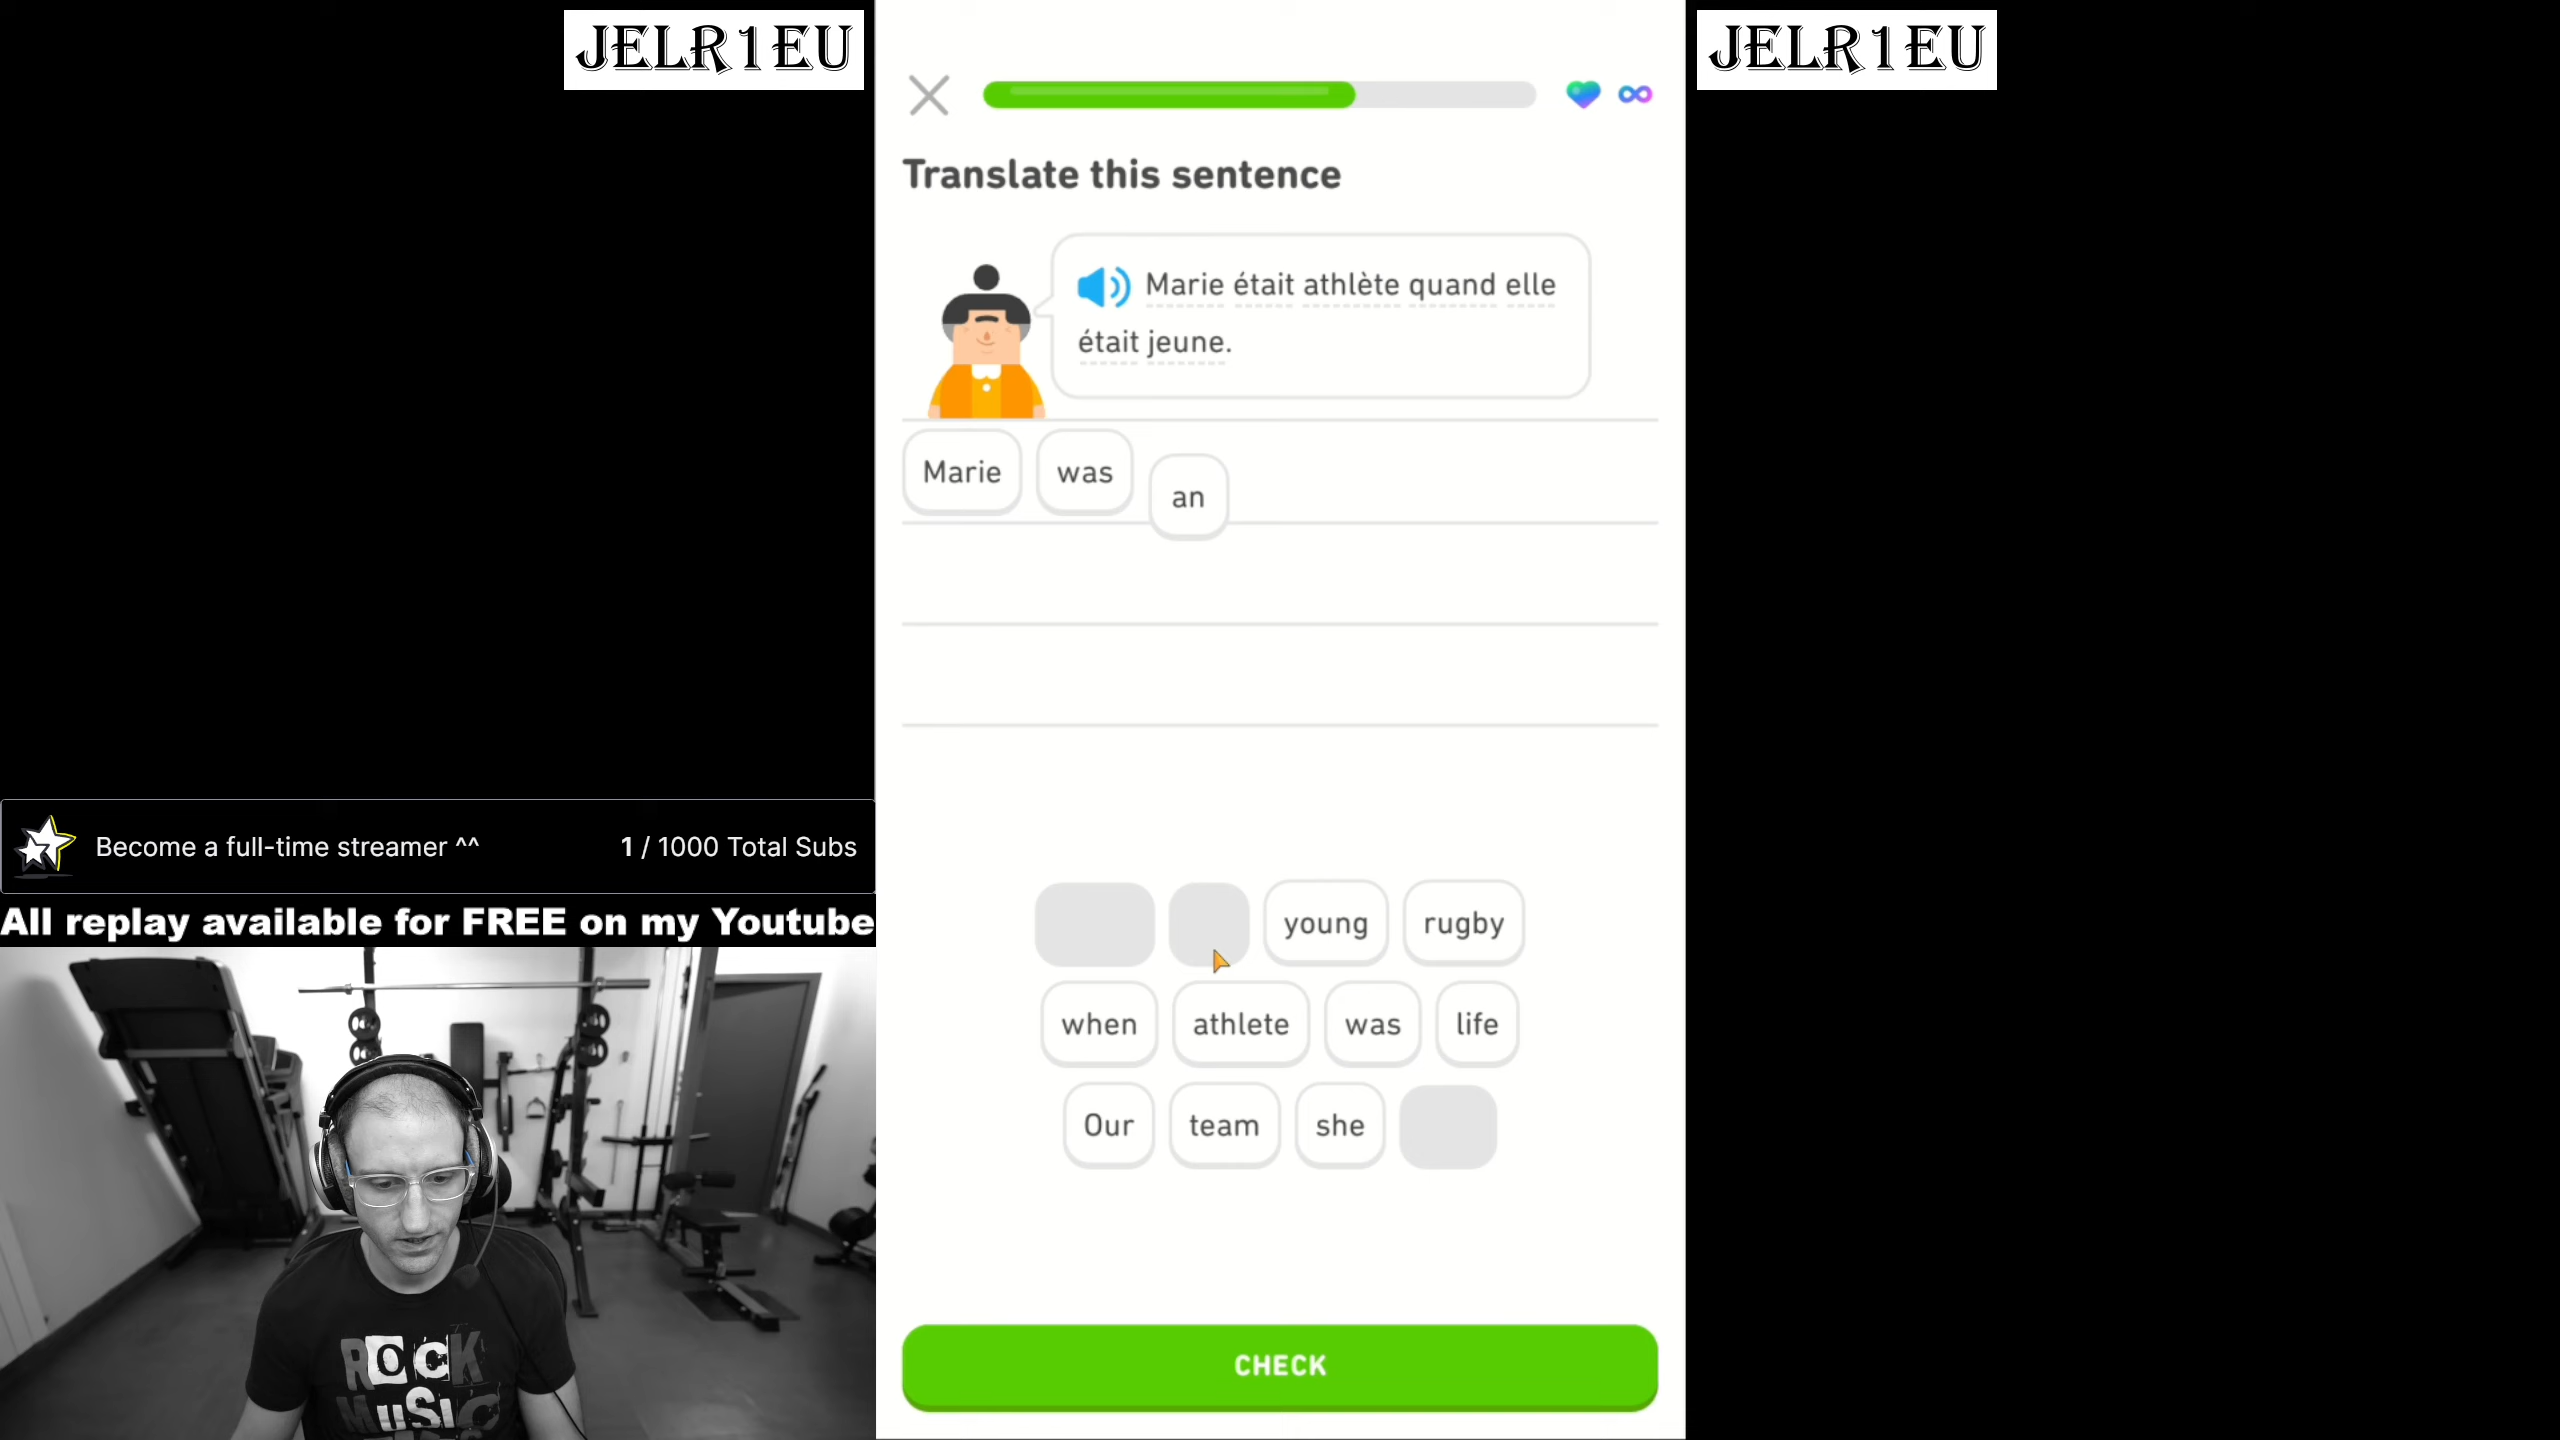 JELR1EU
JELR1EU
Translate this sentence
Marie était athlète quand elle
était jeune.
Marie was an
Become a full-time streamer ^^ 1 / 1000 Total Subs
All replay available for FREE on my Youtube
young rugby
when athlete was life
Our team she
CHECK
ROCK
MUSIC